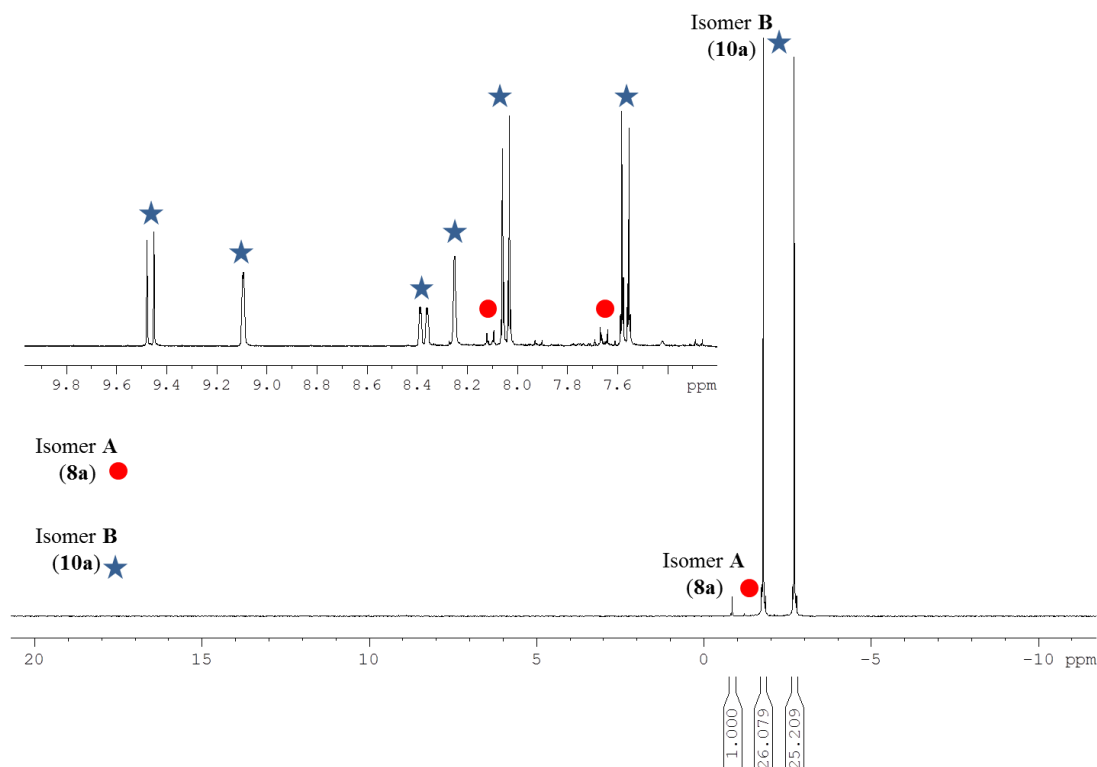 Isomer B
(10a)
9.8 9.6 9.4 9.2 9.0 8.8 8.6 8.4 8.2 8.0 7.8 7.6 ppm
Isomer A
(8a)
Isomer B
(10a)
Isomer A
(8a)
20 15 10 5 0 -5 -10 ppm
1.000
26.079
25.209